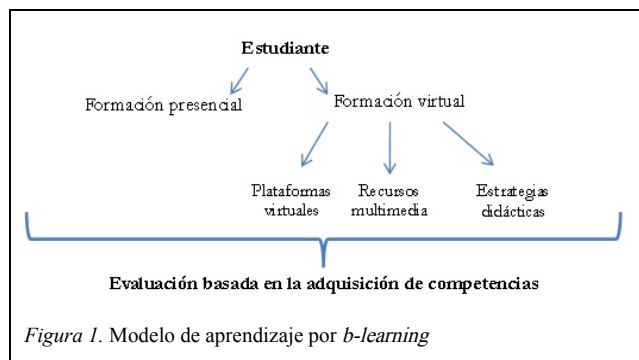 Estudiante
Formación presencial
Formación virtual
Plataformas
virtuales
Recursos
multimedia
Estrategias
didácticas
Evaluación basada en la adquisición de competencias
Figura 1. Modelo de aprendizaje por b-learning